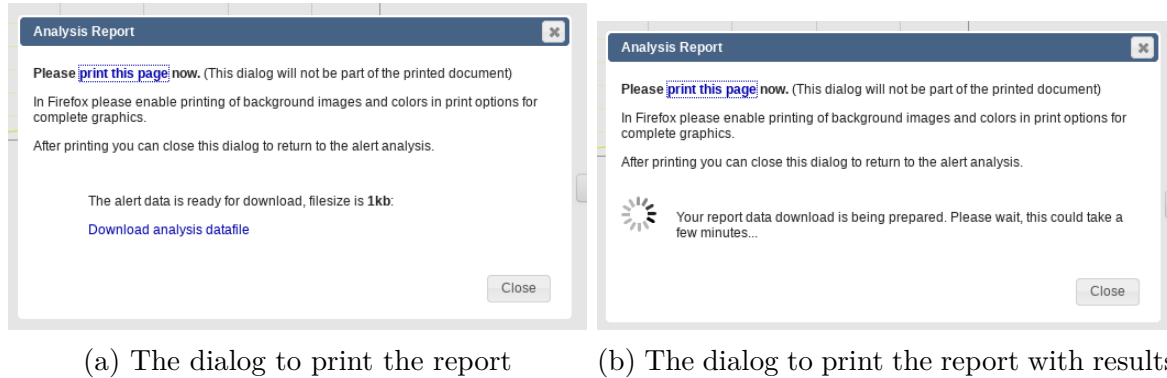 Analysis Report
Please print this page now. (This dialog will not be part of the printed document)
In Firefox please enable printing of background images and colors in print options for
complete graphics.
After printing you can close this dialog to return to the alert analysis.
The alert data is ready for download, filesize is 1kb:
Download analysis datafile
Close
(a) The dialog to print the report
Analysis Report
Please print this page now. (This dialog will not be part of the printed document)
In Firefox please enable printing of background images and colors in print options for
complete graphics.
After printing you can close this dialog to return to the alert analysis.
Your report data download is being prepared. Please wait, this could take a
few minutes...
Close
(b) The dialog to print the report with results